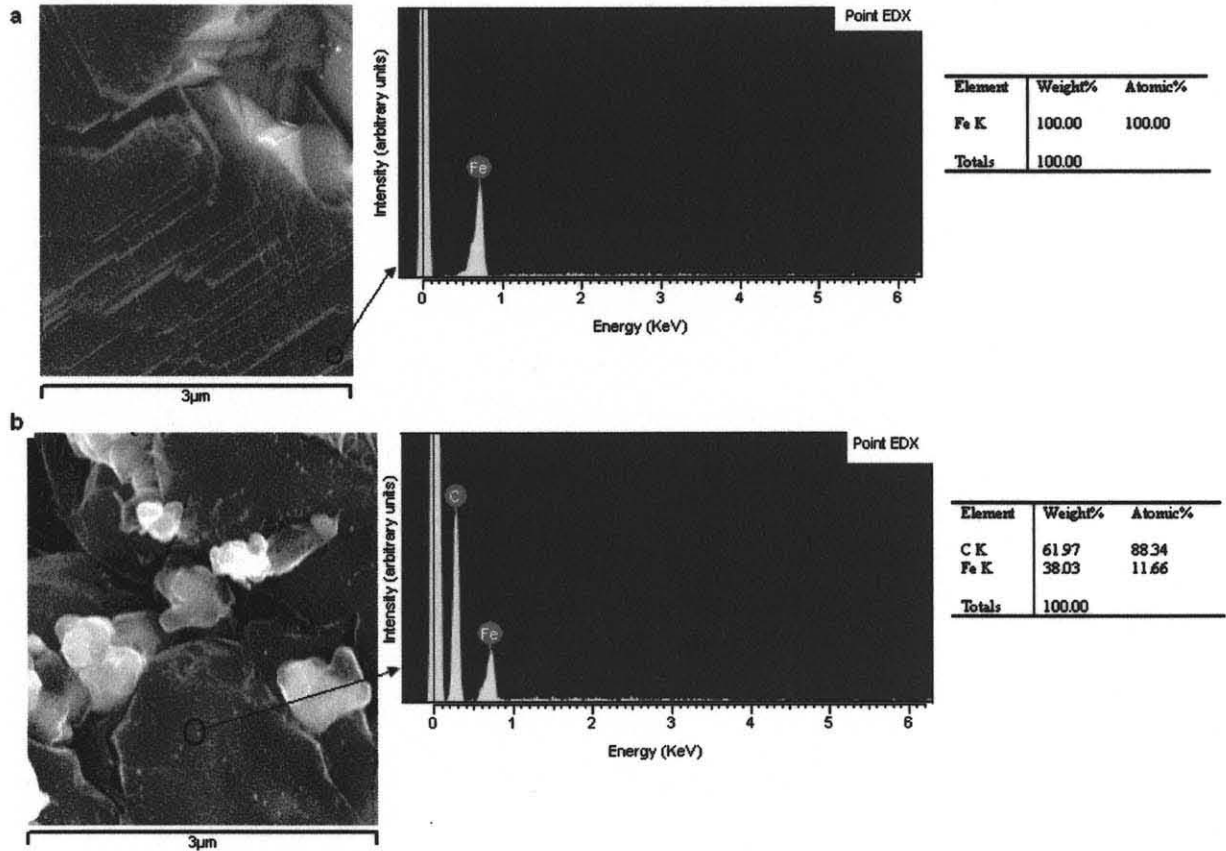 a
Point EDX
Fe
Intensity (arbitrary units)
0 1 2 3 4 5 6
Energy (KeV)
Element Weight% Atomic%
Fe K 100.00 100.00
Totals 100.00
3µm
b
Point EDX
C
Fe
Intensity (arbitrary units)
0 1 2 3 4 5 6
Energy (KeV)
Element Weight% Atomic%
C K 61.97 88.34
Fe K 38.03 11.66
Totals 100.00
3µm